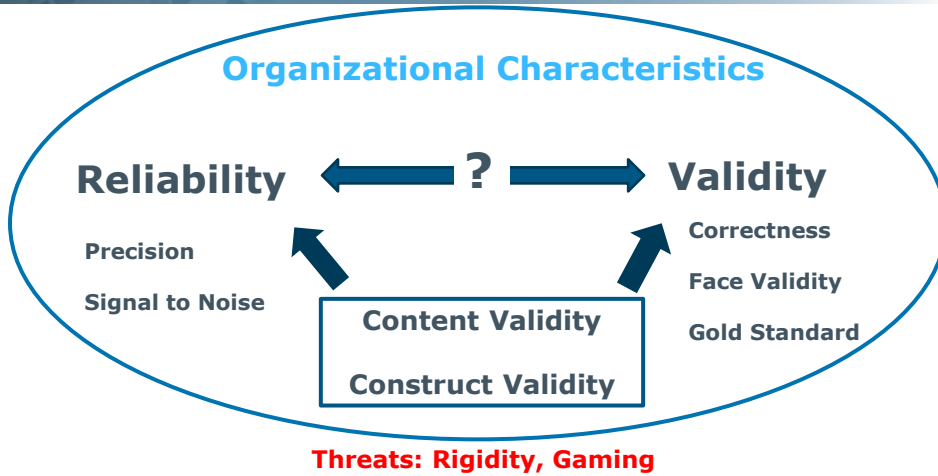 Organizational Characteristics
Reliability
?
Validity
Precision
Signal to Noise
Correctness
Face Validity
Gold Standard
Content Validity
Construct Validity
Threats: Rigidity, Gaming